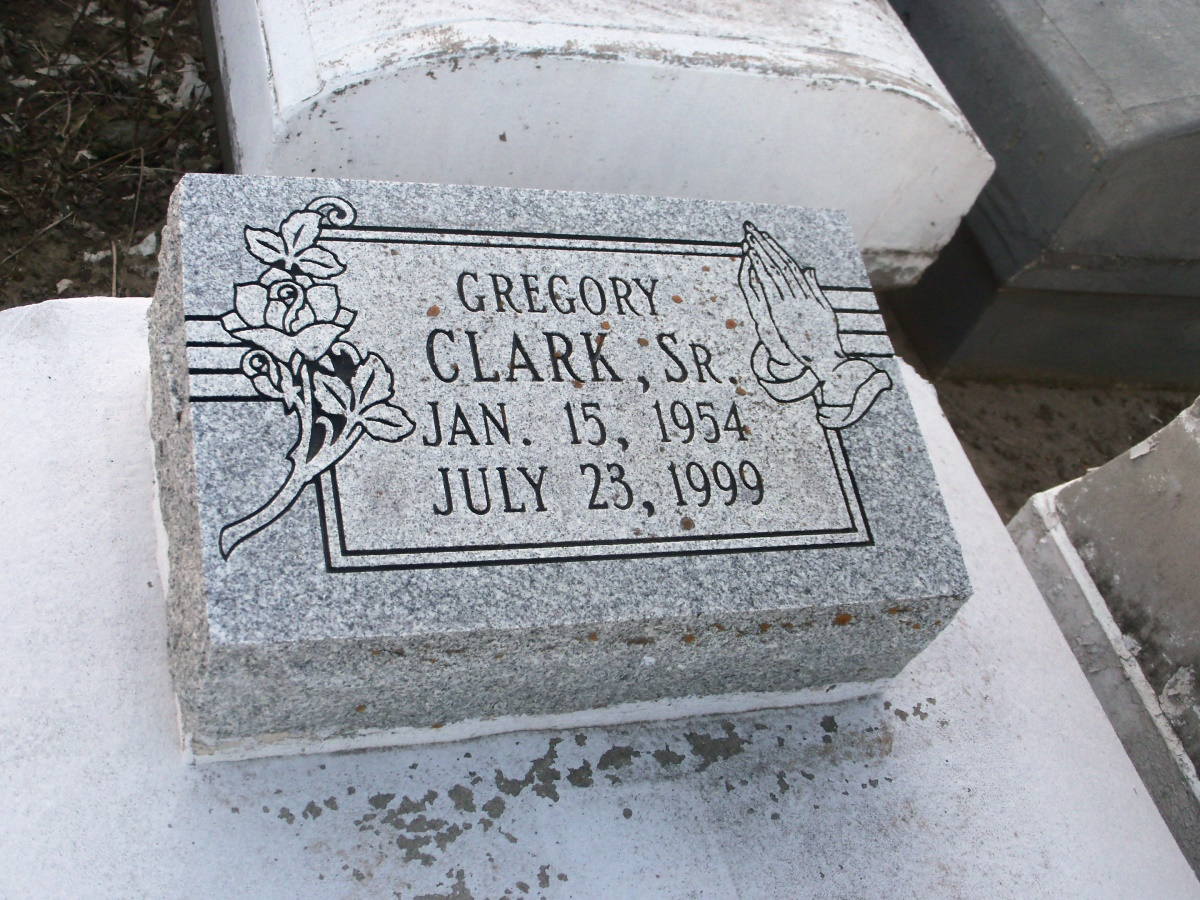 GREGORY
CLARK, SR.
JAN. 15, 1954
JULY 23, 1999